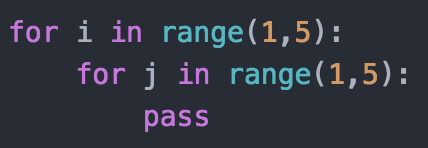 for i in range(1,5):
    for j in range(1,5):
        pass